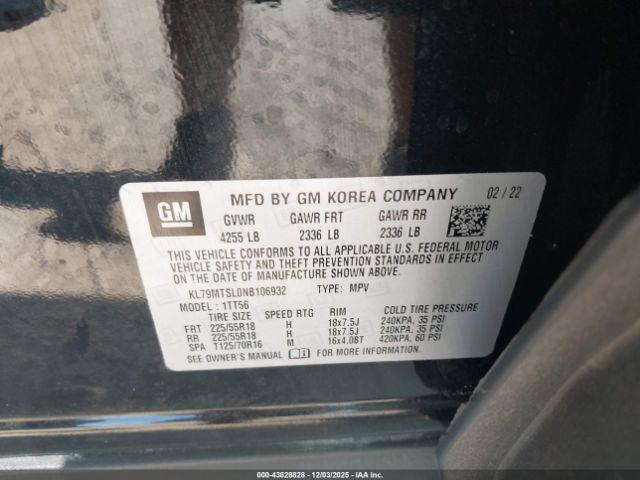 GM MFD BY GM KOREA COMPANY 02 / 22
GVWR GAWR FRT GAWR RR
4255 LB 2336 LB 2336 LB
THIS VEHICLE CONFORMS TO ALL APPLICABLE U.S. FEDERAL MOTOR
VEHICLE SAFETY AND THEFT PREVENTION STANDARDS IN EFFECT ON
THE DATE OF MANUFACTURE SHOWN ABOVE.
KL79MTSL0NB106932 TYPE: MPV
MODEL: 1TT56
TIRE SIZE SPEED RTG RIM COLD TIRE PRESSURE
FRT 225/55R18 H 18x7.5J 240KPA, 35 PSI
RR 225/55R18 H 18x7.5J 240KPA, 35 PSI
SPA T125/70R16 M 16x4.0BT 420KPA, 60 PSI
SEE OWNER'S MANUAL FOR MORE INFORMATION.
000-43828828 - 12/03/2025 - IAA Inc.